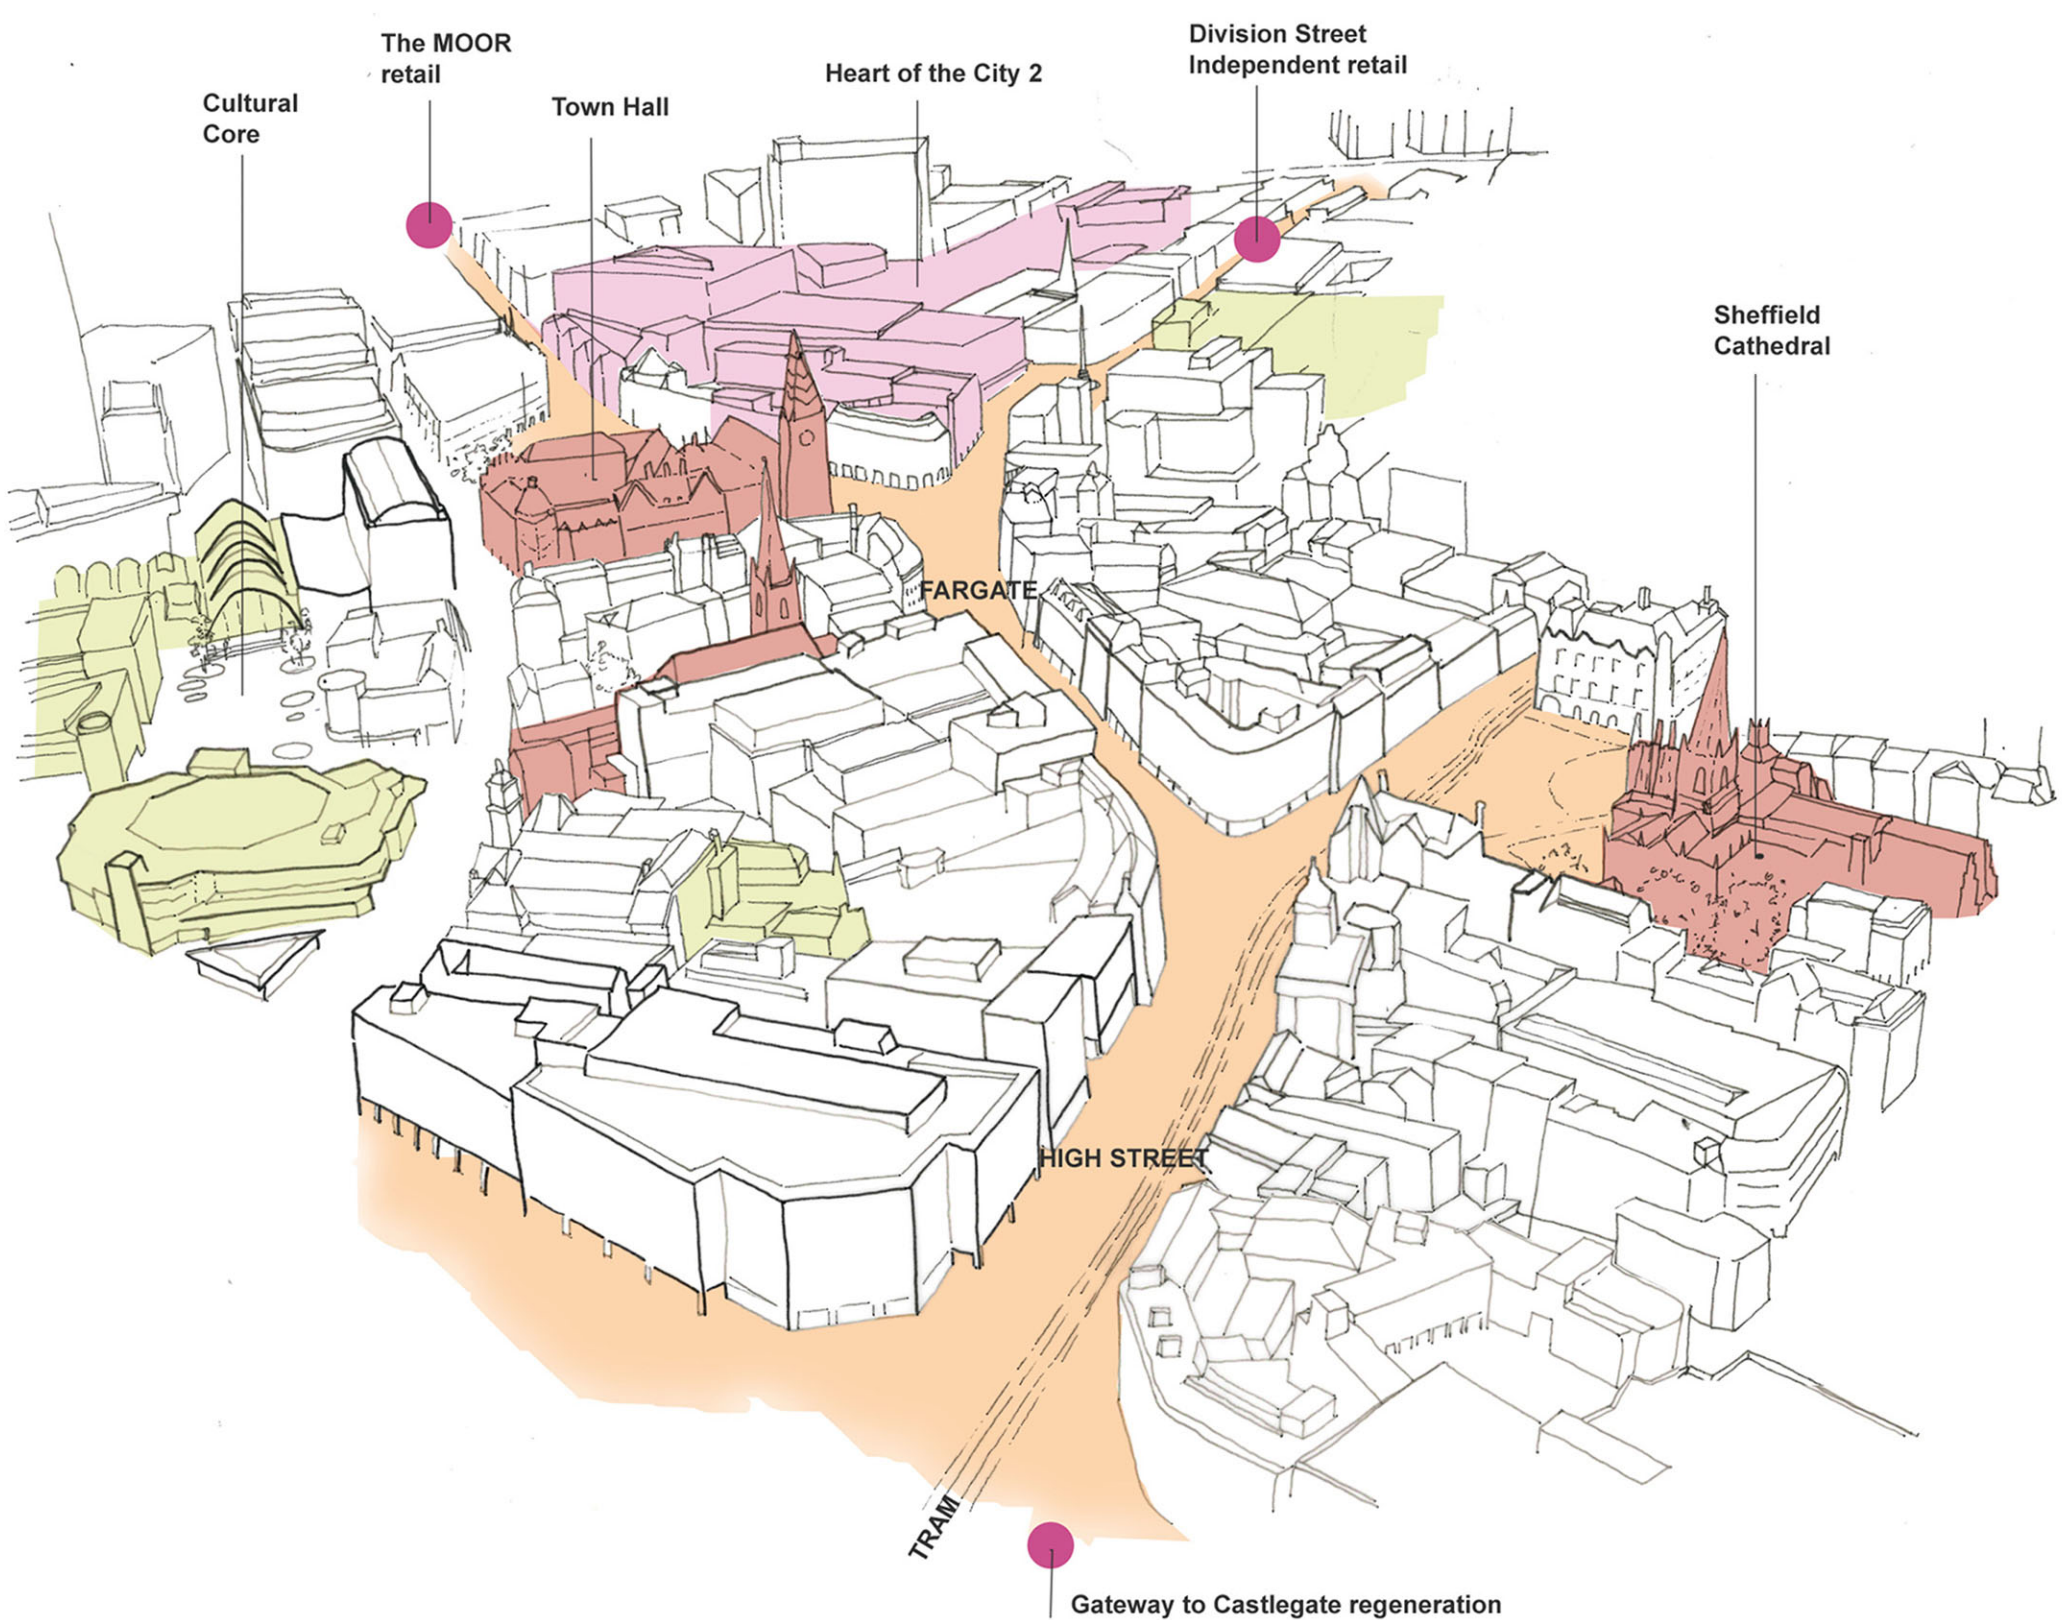 The MOOR
retail
Division Street
Independent retail
Heart of the City 2
Cultural
Core
Town Hall
Sheffield
Cathedral
FARGATE
HIGH STREET
TRAM
Gateway to Castlegate regeneration